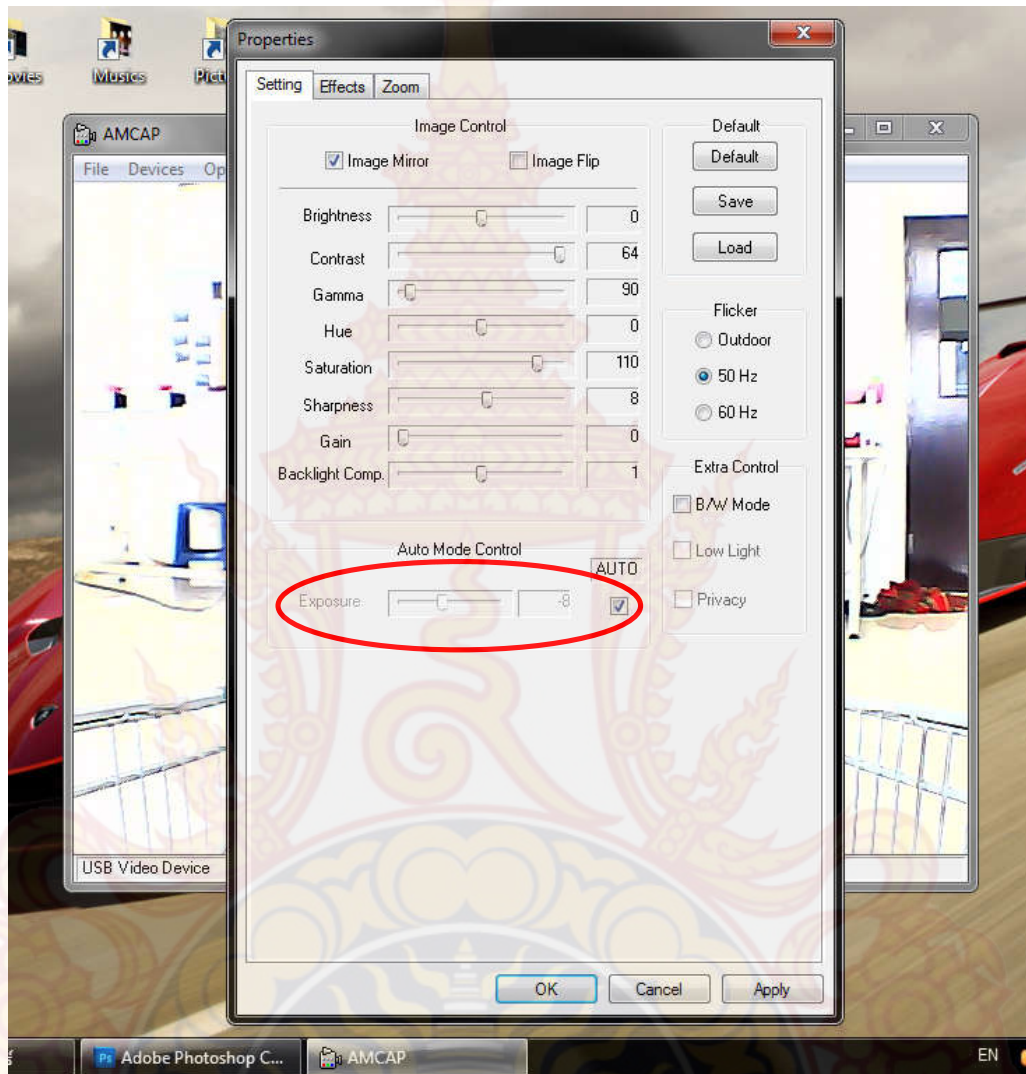 Musics
Properties
Setting
Effects
Zoom
AMCAP
File Devices
Image Control
Image Mirror
Image Flip
Brightness 0
Contrast 64
Gamma 90
Hue 0
Saturation 110
Sharpness 8
Gain 0
Backlight Comp. 1
Auto Mode Control
AUTO
Exposure: -8
Default
Default
Save
Load
Flicker
Outdoor
50 Hz
60 Hz
Extra Control
B/W Mode
Low Light
Privacy
USB Video Device
OK
Cancel
Apply
Ps Adobe Photoshop C...
AMCAP
EN